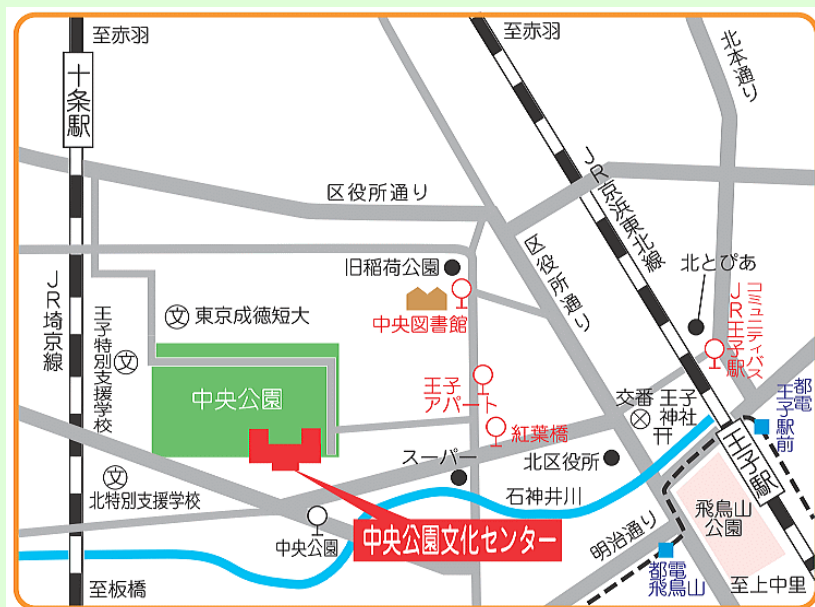 至赤羽
十条駅
JR埼京線
至板橋
至赤羽
JR京浜東北線
北本通り
区役所通り
区役所通り
旧稲荷公園
中央図書館
東京成徳短大
文
王子特別支援学校
文
中央公園
王子
アパート
紅葉橋
北とぴあ
コミュニティバス
JR王子駅
都電
王子駅前
交番
王子
神社
王子駅
北区役所
スーパー
石神井川
文
北特別支援学校
中央公園
中央公園文化センター
明治通り
飛鳥山
公園
都電
飛鳥山
至上中里